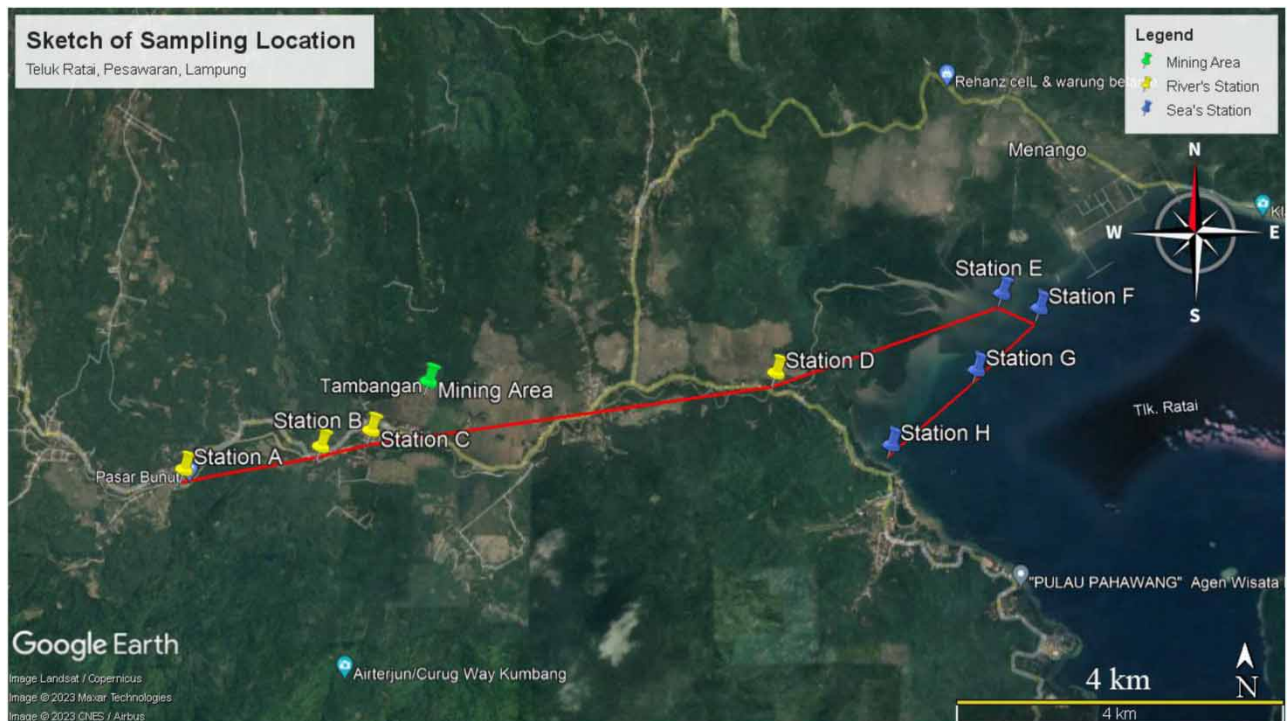 Sketch of Sampling Location
Teluk Ratai, Pesawaran, Lampung
Legend
Mining Area
River's Station
Sea's Station
Rehanz celL & warung
Menango
N
W
E
S
Station E
Station F
Station G
Station D
Station H
Tlk. Ratai
Tambangan
Mining Area
Station B
Station C
Station A
Pasar Bunut
"PULAU PAHAWANG" Agen Wisata
Airterjun/Curug Way Kumbang
Google Earth
Image Landsat / Copernicus
Image © 2023 Maxar Technologies
Image © 2023 CNES / Airbus
4 km
N
4 km